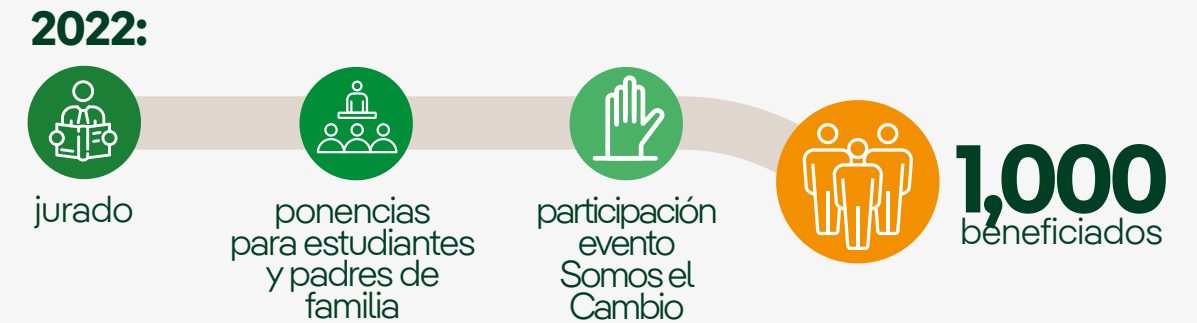 2022:
jurado
ponencias
para estudiantes
y padres de
familia
participación
evento
Somos el
Cambio
1,000
beneficiados